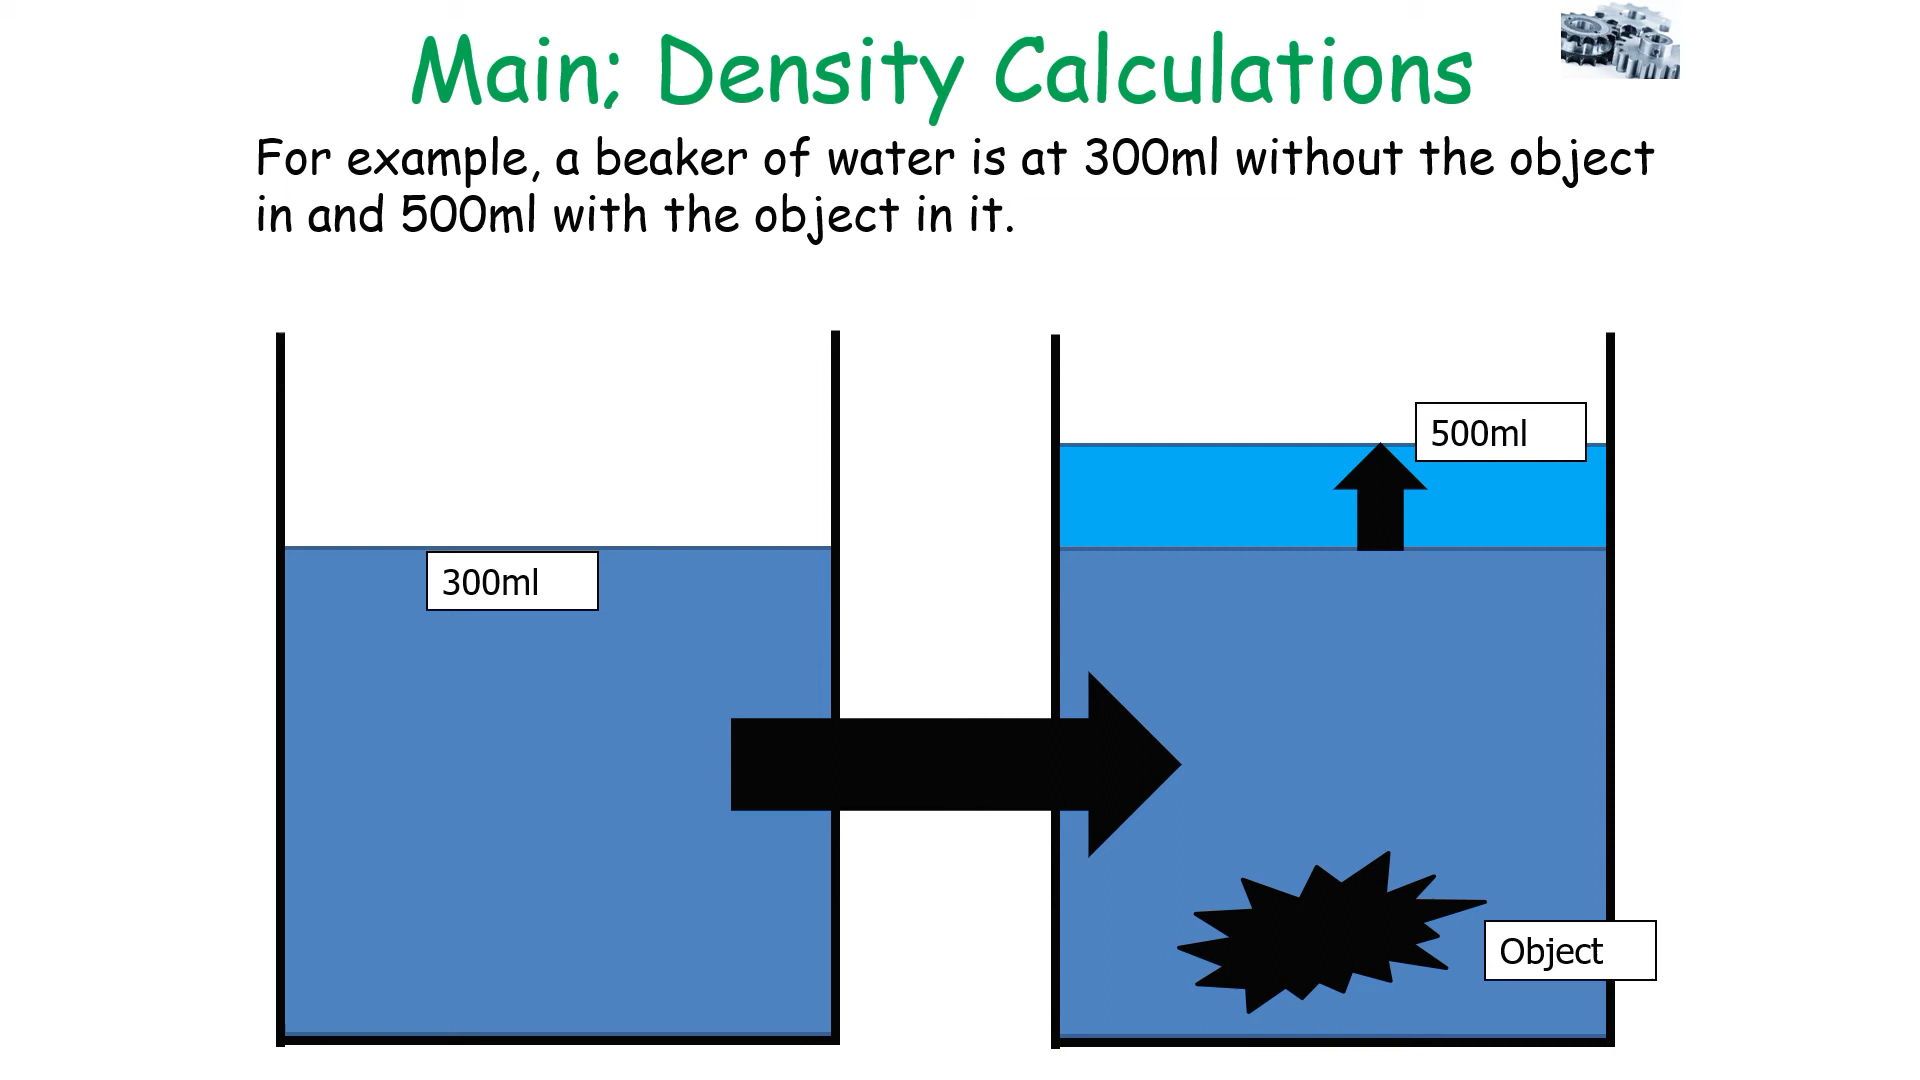 Main; Density Calculations
For example, a beaker of water is at 300ml without the object
in and 500ml with the object in it.
500ml
300ml
Object